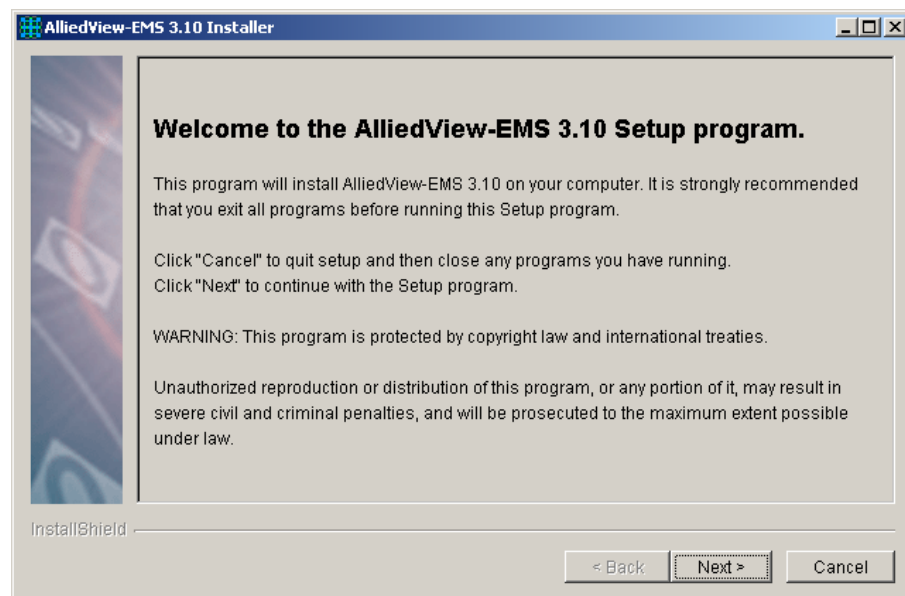 AlliedView-EMS 3.10 Installer
Welcome to the AlliedView-EMS 3.10 Setup program.
This program will install AlliedView-EMS 3.10 on your computer. It is strongly recommended
that you exit all programs before running this Setup program.
Click "Cancel" to quit setup and then close any programs you have running.
Click "Next" to continue with the Setup program.
WARNING: This program is protected by copyright law and international treaties.
Unauthorized reproduction or distribution of this program, or any portion of it, may result in
severe civil and criminal penalties, and will be prosecuted to the maximum extent possible
under law.
InstallShield
< Back Next > Cancel